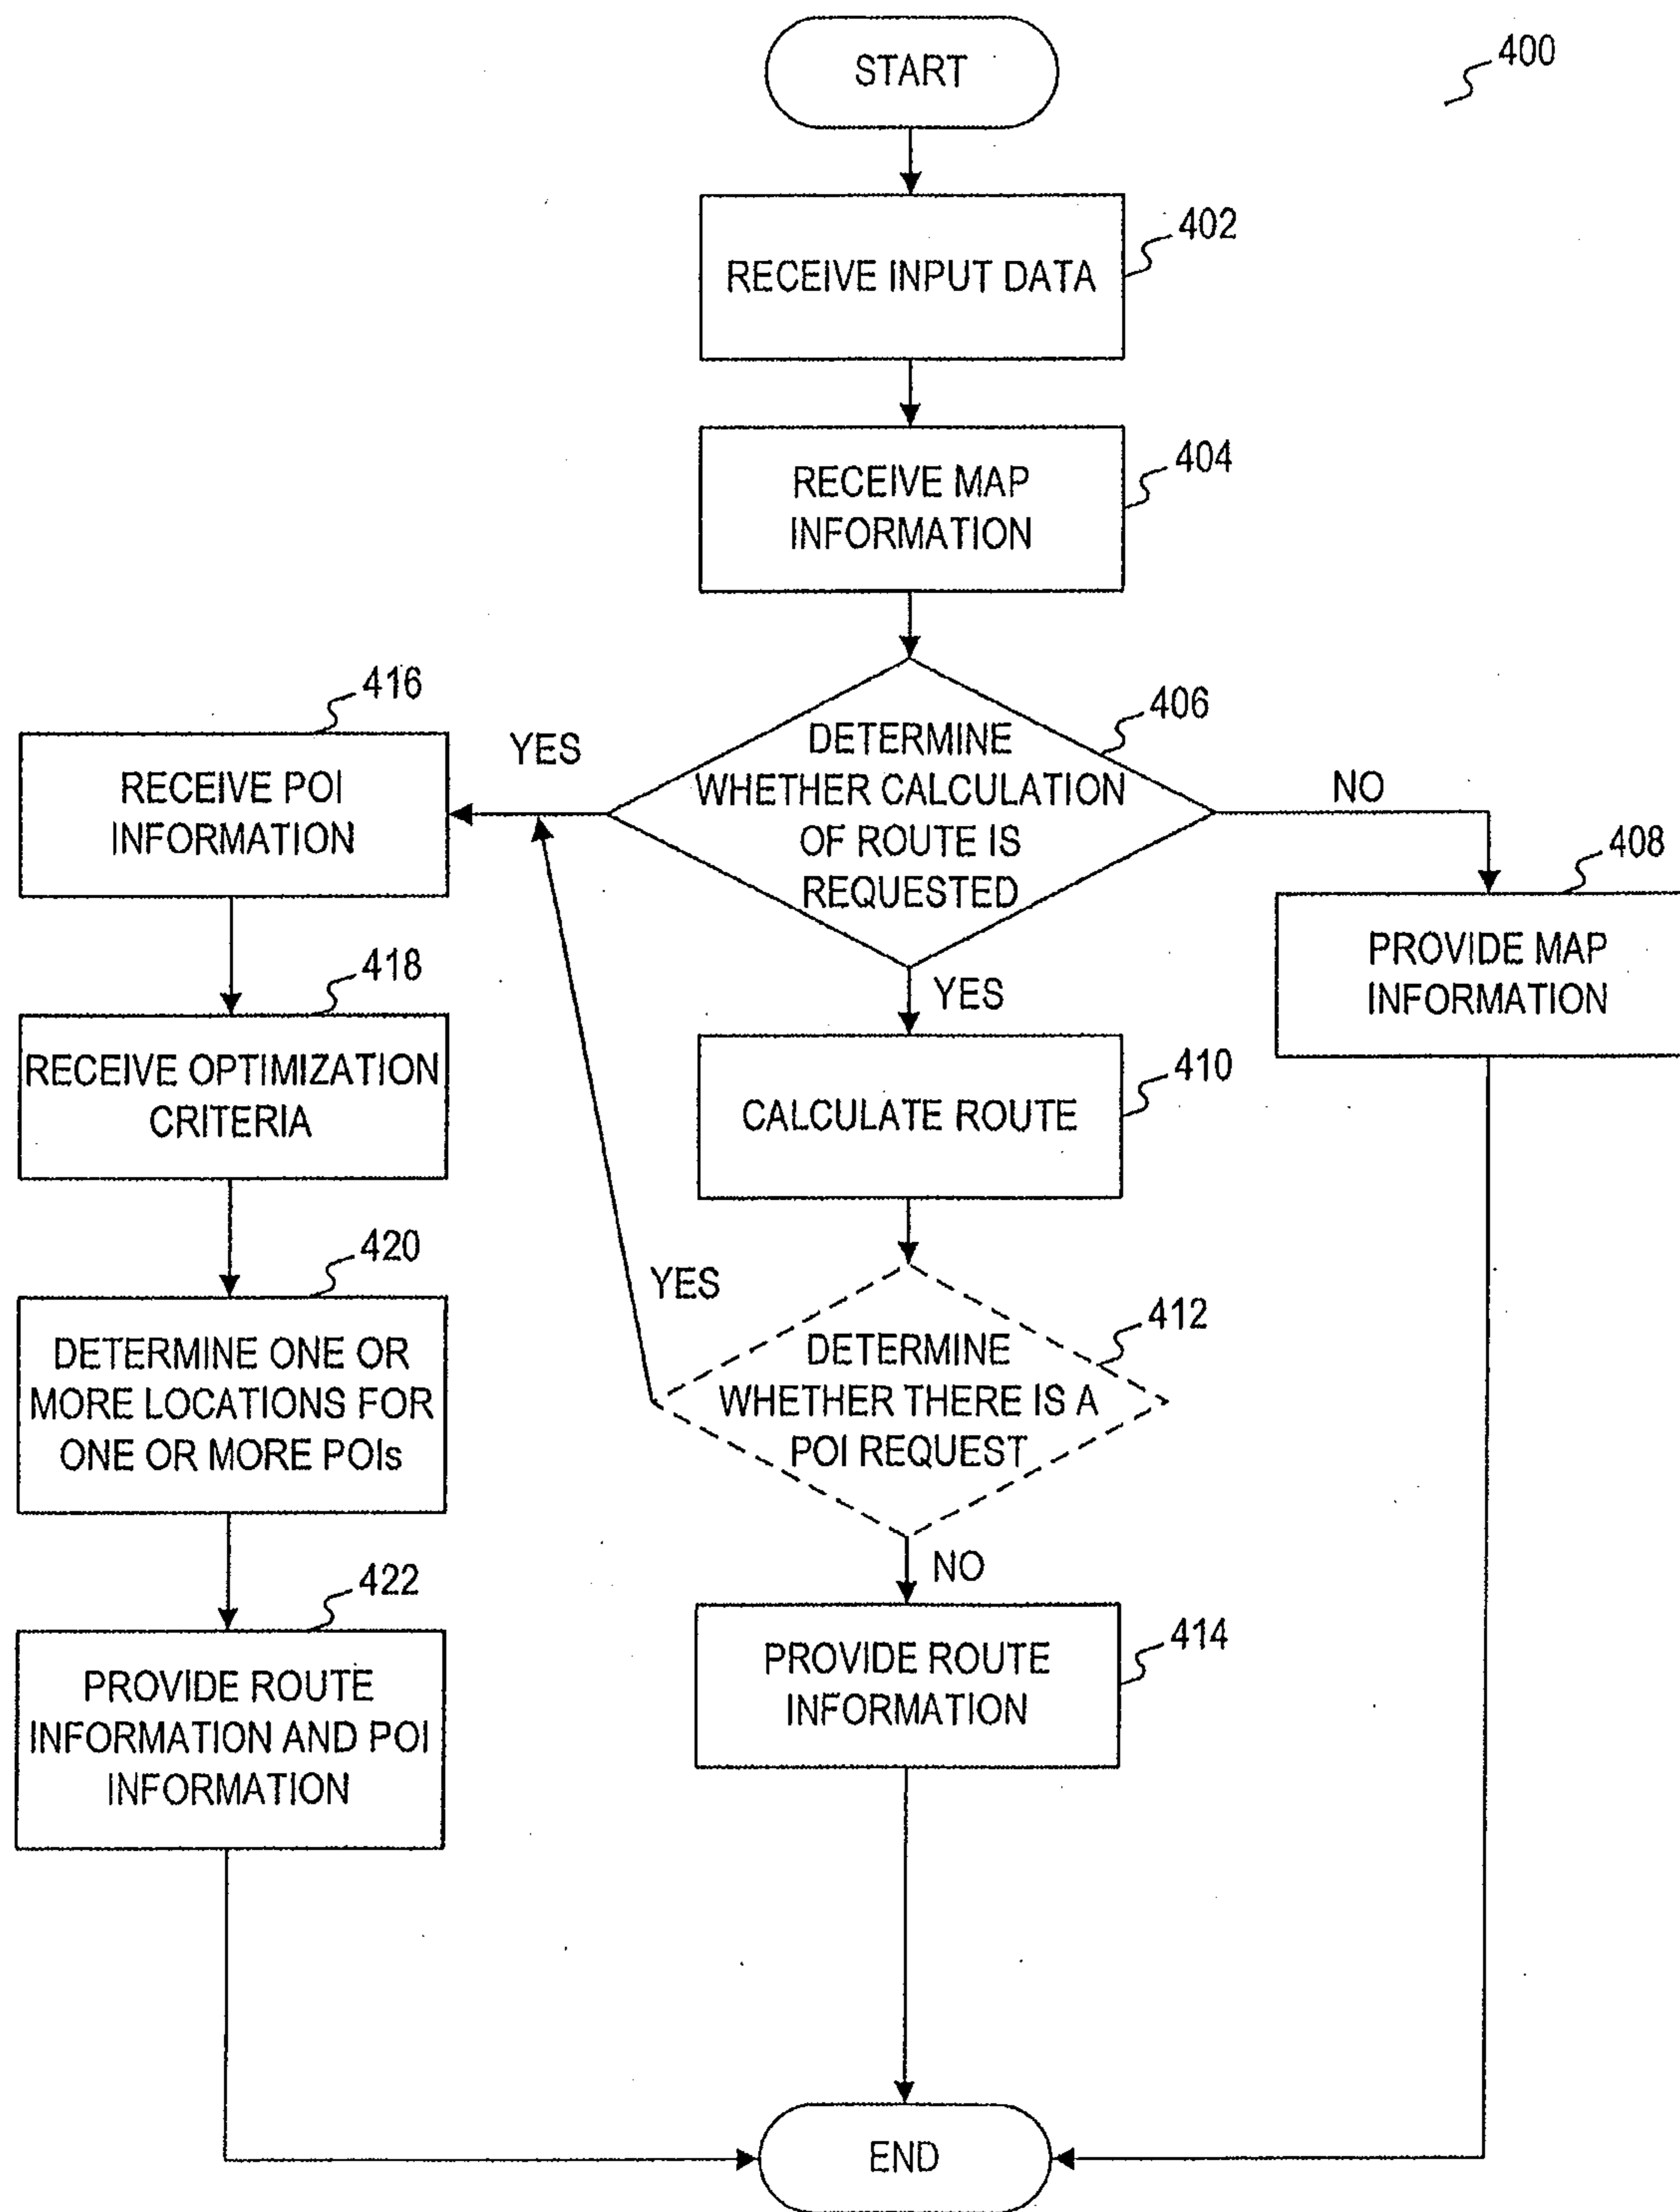 START
400
402
RECEIVE INPUT DATA
404
RECEIVE MAP
INFORMATION
406
DETERMINE
WHETHER CALCULATION
OF ROUTE IS
REQUESTED
YES
NO
YES
416
RECEIVE POI
INFORMATION
408
PROVIDE MAP
INFORMATION
418
RECEIVE OPTIMIZATION
CRITERIA
410
CALCULATE ROUTE
420
DETERMINE ONE OR
MORE LOCATIONS FOR
ONE OR MORE POIs
YES
412
DETERMINE
WHETHER THERE IS A
POI REQUEST
NO
422
PROVIDE ROUTE
INFORMATION AND POI
INFORMATION
414
PROVIDE ROUTE
INFORMATION
END